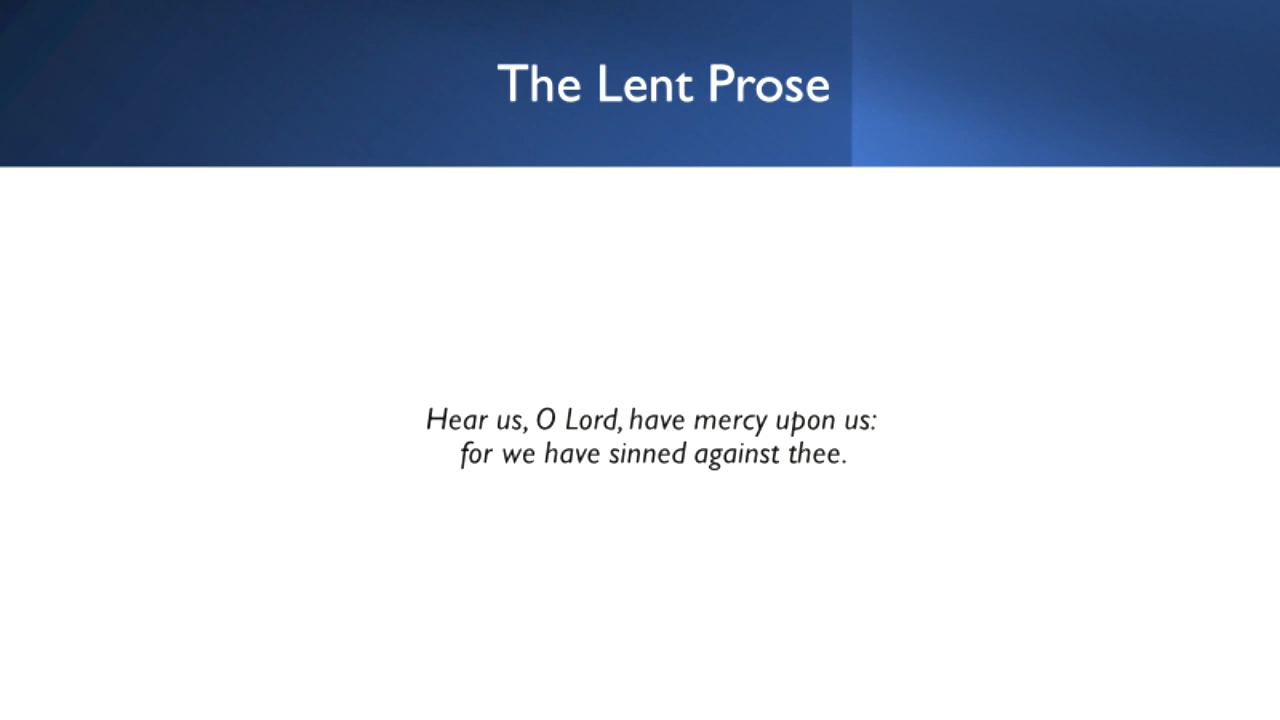 The Lent Prose
Hear us, O Lord, have mercy upon us:
for we have sinned against thee.